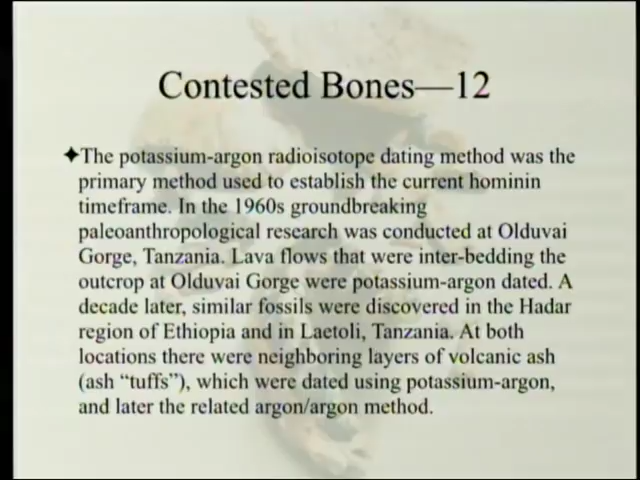 Contested Bones—12
✦The potassium-argon radioisotope dating method was the
primary method used to establish the current hominin
timeframe. In the 1960s groundbreaking
paleoanthropological research was conducted at Olduvai
Gorge, Tanzania. Lava flows that were inter-bedding the
outcrop at Olduvai Gorge were potassium-argon dated. A
decade later, similar fossils were discovered in the Hadar
region of Ethiopia and in Laetoli, Tanzania. At both
locations there were neighboring layers of volcanic ash
(ash “tuffs”), which were dated using potassium-argon,
and later the related argon/argon method.